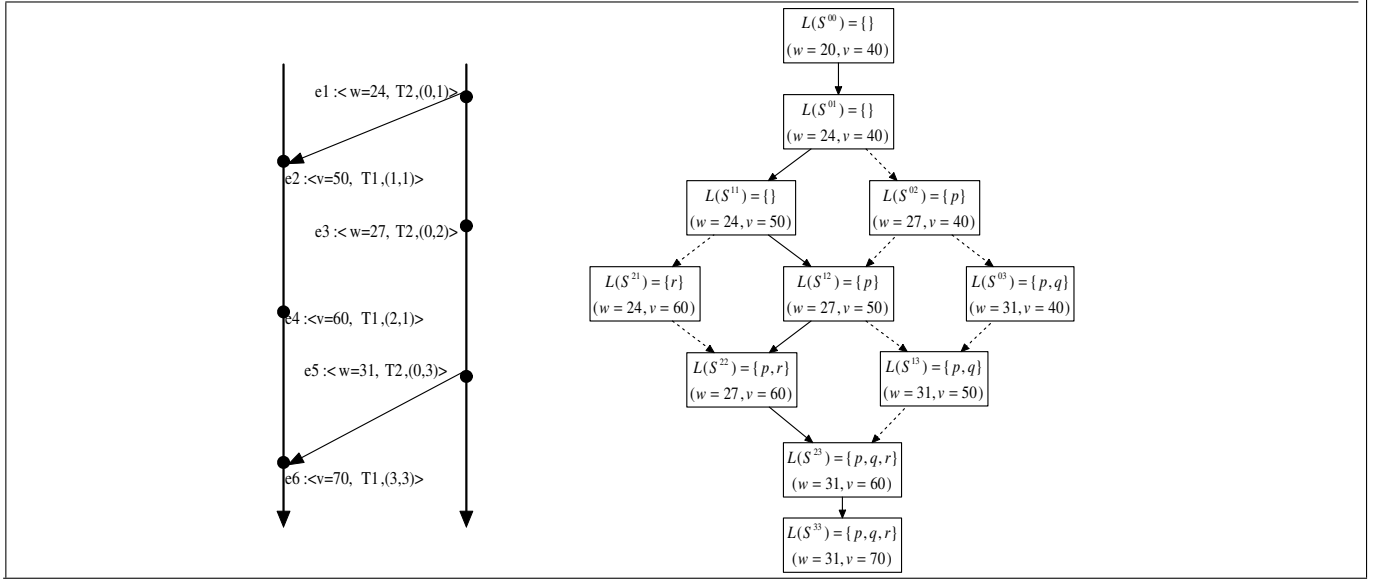 e1 :< w=24, T2,(0,1)>
e2 :<v=50, T1,(1,1)>
e3 :< w=27, T2,(0,2)>
e4 :<v=60, T1,(2,1)>
e5 :< w=31, T2,(0,3)>
e6 :<v=70, T1,(3,3)>
L(S^00) = {}
(w = 20, v = 40)
L(S^01) = {}
(w = 24, v = 40)
L(S^11) = {}
(w = 24, v = 50)
L(S^02) = {p}
(w = 27, v = 40)
L(S^21) = {r}
(w = 24, v = 60)
L(S^12) = {p}
(w = 27, v = 50)
L(S^03) = {p, q}
(w = 31, v = 40)
L(S^22) = {p, r}
(w = 27, v = 60)
L(S^13) = {p, q}
(w = 31, v = 50)
L(S^23) = {p, q, r}
(w = 31, v = 60)
L(S^33) = {p, q, r}
(w = 31, v = 70)